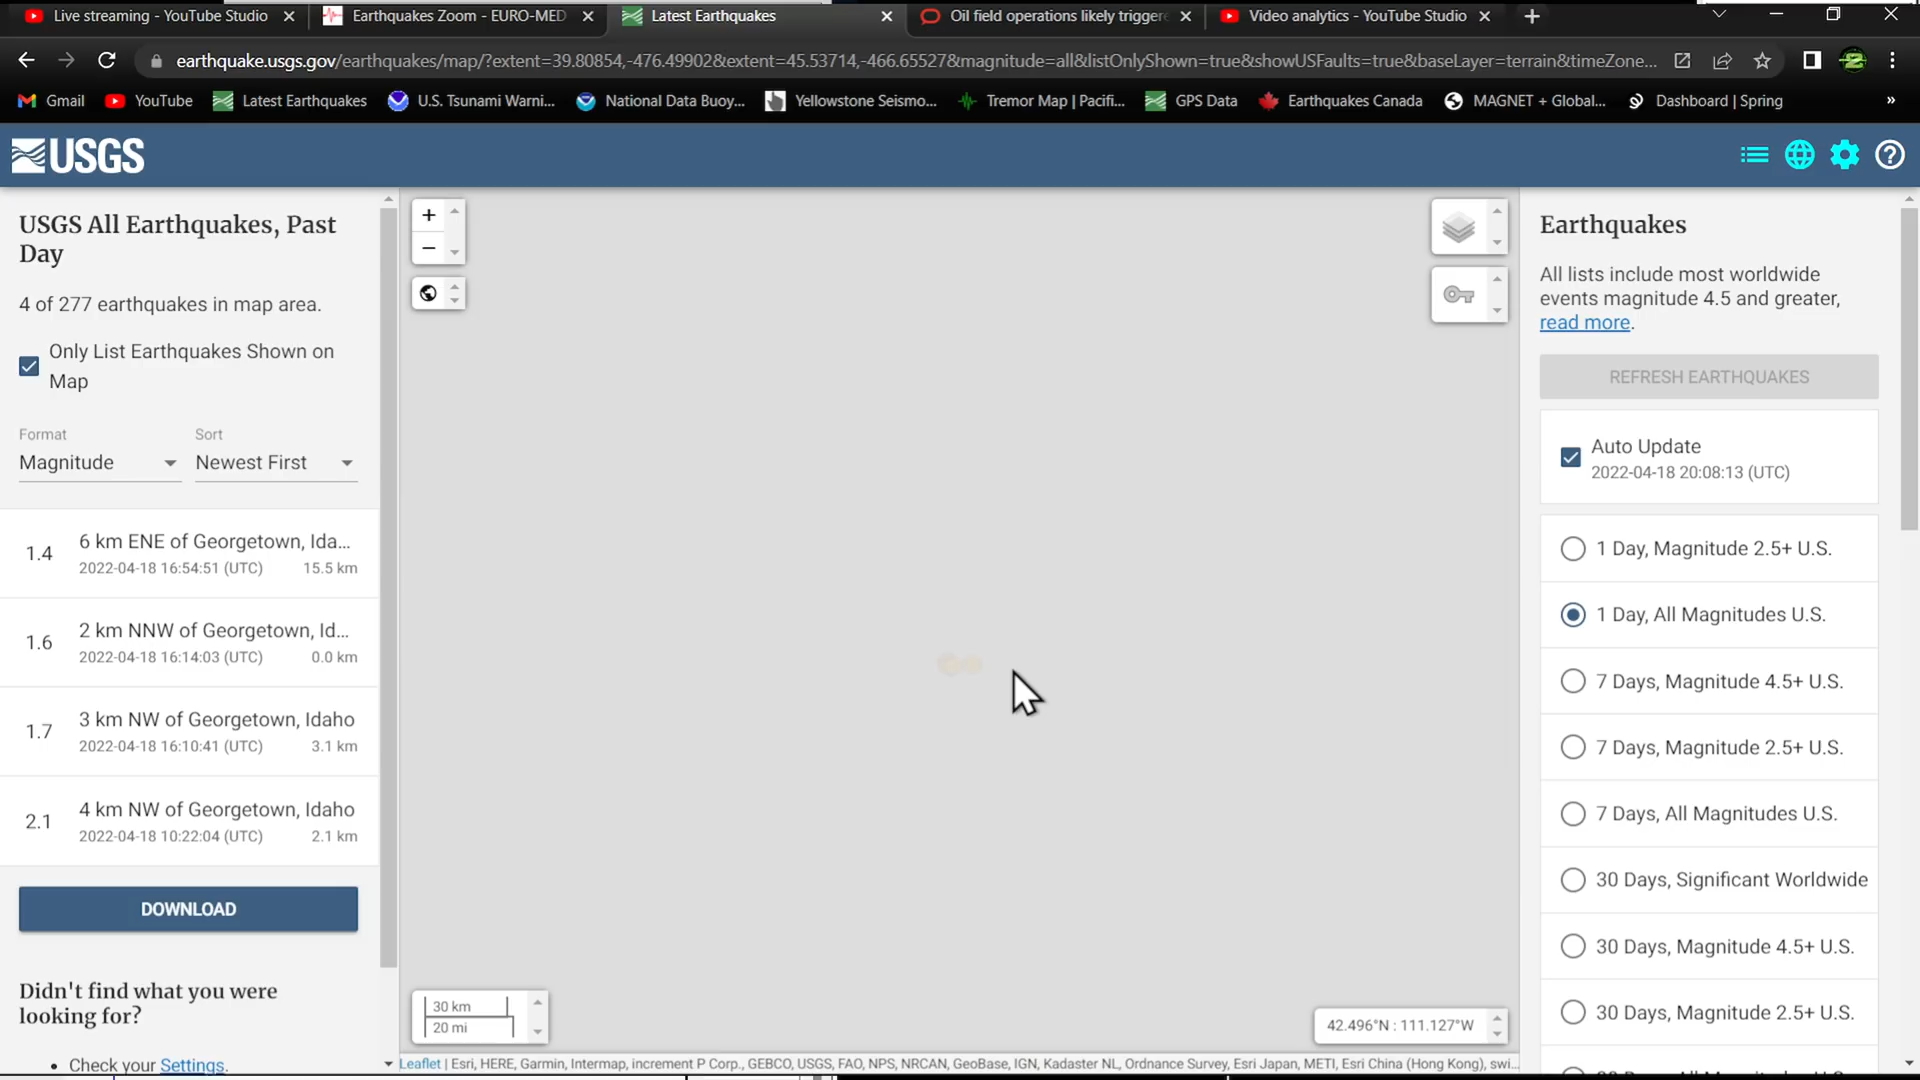 Live streaming - YouTube Studio
Earthquakes Zoom - EURO-MED
Latest Earthquakes
Oil field operations likely trigger
Video analytics - YouTube Studio
earthquake.usgs.gov/earthquakes/map/?extent=39.80854,-476.49902&extent=45.53714,-466.65527&magnitude=all&listOnlyShown=true&showUSFaults=true&baseLayer=terrain&timeZone...
Gmail
YouTube
Latest Earthquakes
U.S. Tsunami Warni...
National Data Buoy...
Yellowstone Seismo...
Tremor Map | Pacifi...
GPS Data
Earthquakes Canada
MAGNET + Global...
Dashboard | Spring
»
USGS
USGS All Earthquakes, Past
Day
4 of 277 earthquakes in map area.
Only List Earthquakes Shown on
Map
Format
Sort
Magnitude
Newest First
1.4
6 km ENE of Georgetown, Ida...
2022-04-18 16:54:51 (UTC)
15.5 km
1.6
2 km NNW of Georgetown, Id...
2022-04-18 16:14:03 (UTC)
0.0 km
1.7
3 km NW of Georgetown, Idaho
2022-04-18 16:10:41 (UTC)
3.1 km
2.1
4 km NW of Georgetown, Idaho
2022-04-18 10:22:04 (UTC)
2.1 km
DOWNLOAD
Didn't find what you were
looking for?
• Check your Settings.
+
−
30 km
20 mi
42.496°N : 111.127°W
Leaflet | Esri, HERE, Garmin, Intermap, increment P Corp., GEBCO, USGS, FAO, NPS, NRCAN, GeoBase, IGN, Kadaster NL, Ordnance Survey, Esri Japan, METI, Esri China (Hong Kong), swi...
Earthquakes
All lists include most worldwide
events magnitude 4.5 and greater,
read more.
REFRESH EARTHQUAKES
Auto Update
2022-04-18 20:08:13 (UTC)
1 Day, Magnitude 2.5+ U.S.
1 Day, All Magnitudes U.S.
7 Days, Magnitude 4.5+ U.S.
7 Days, Magnitude 2.5+ U.S.
7 Days, All Magnitudes U.S.
30 Days, Significant Worldwide
30 Days, Magnitude 4.5+ U.S.
30 Days, Magnitude 2.5+ U.S.